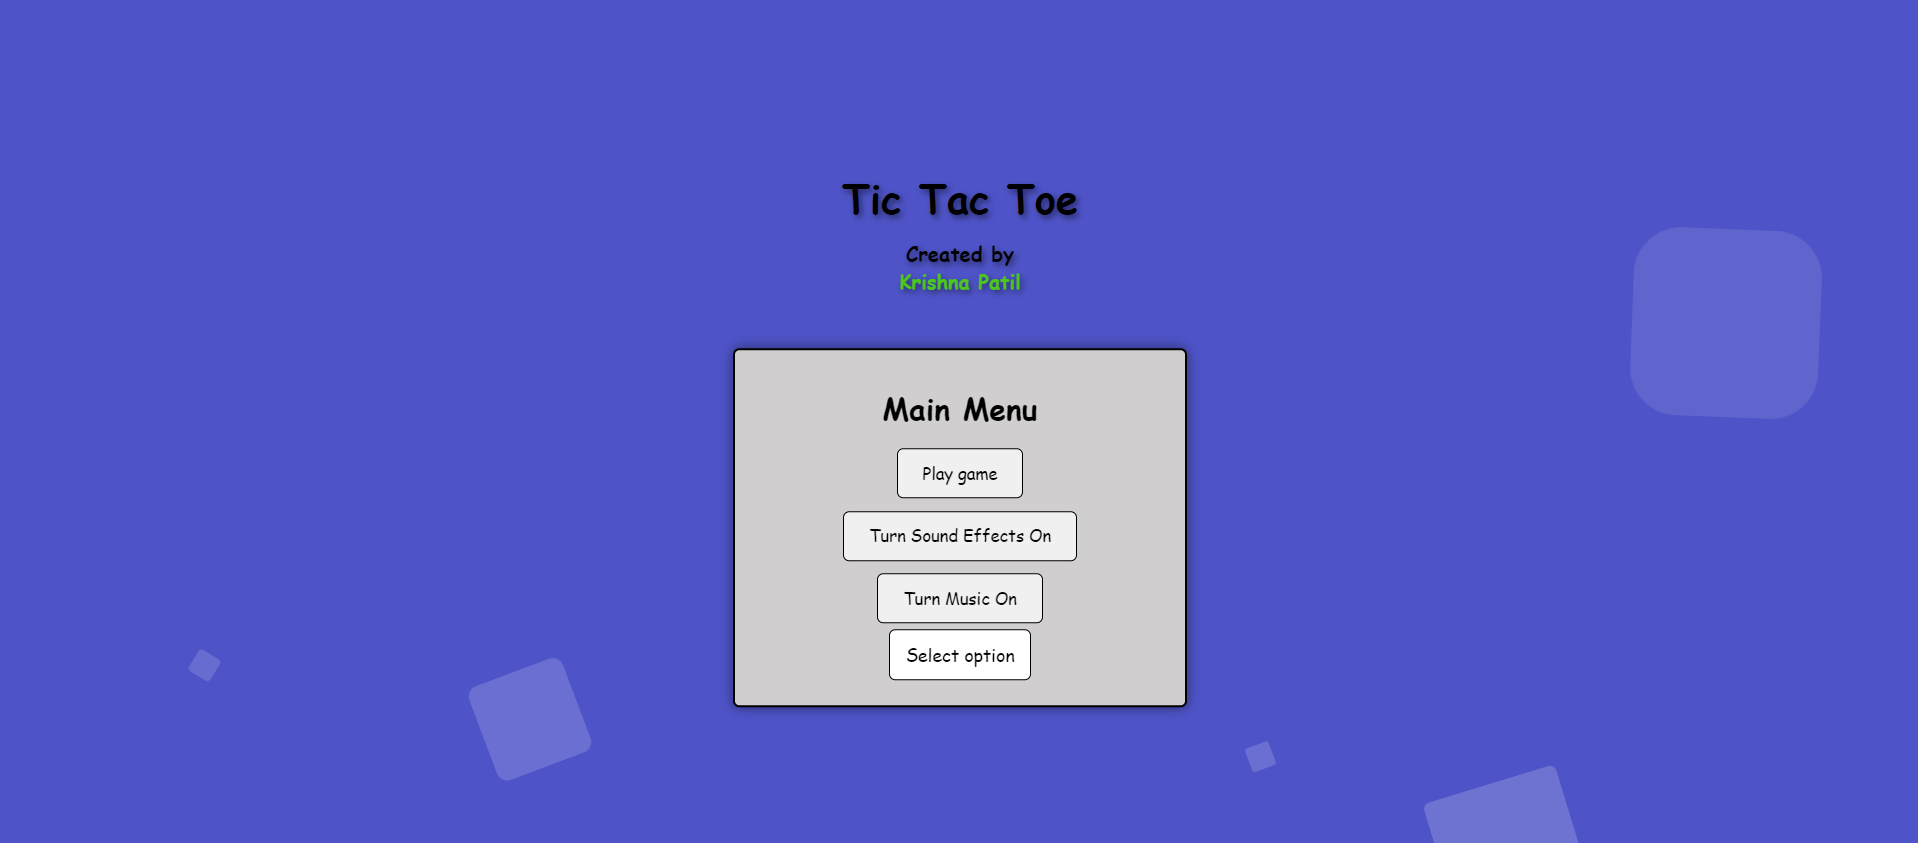 Tic Tac Toe
Created by
Krishna Patil
Main Menu
Play game
Turn Sound Effects On
Turn Music On
Select option